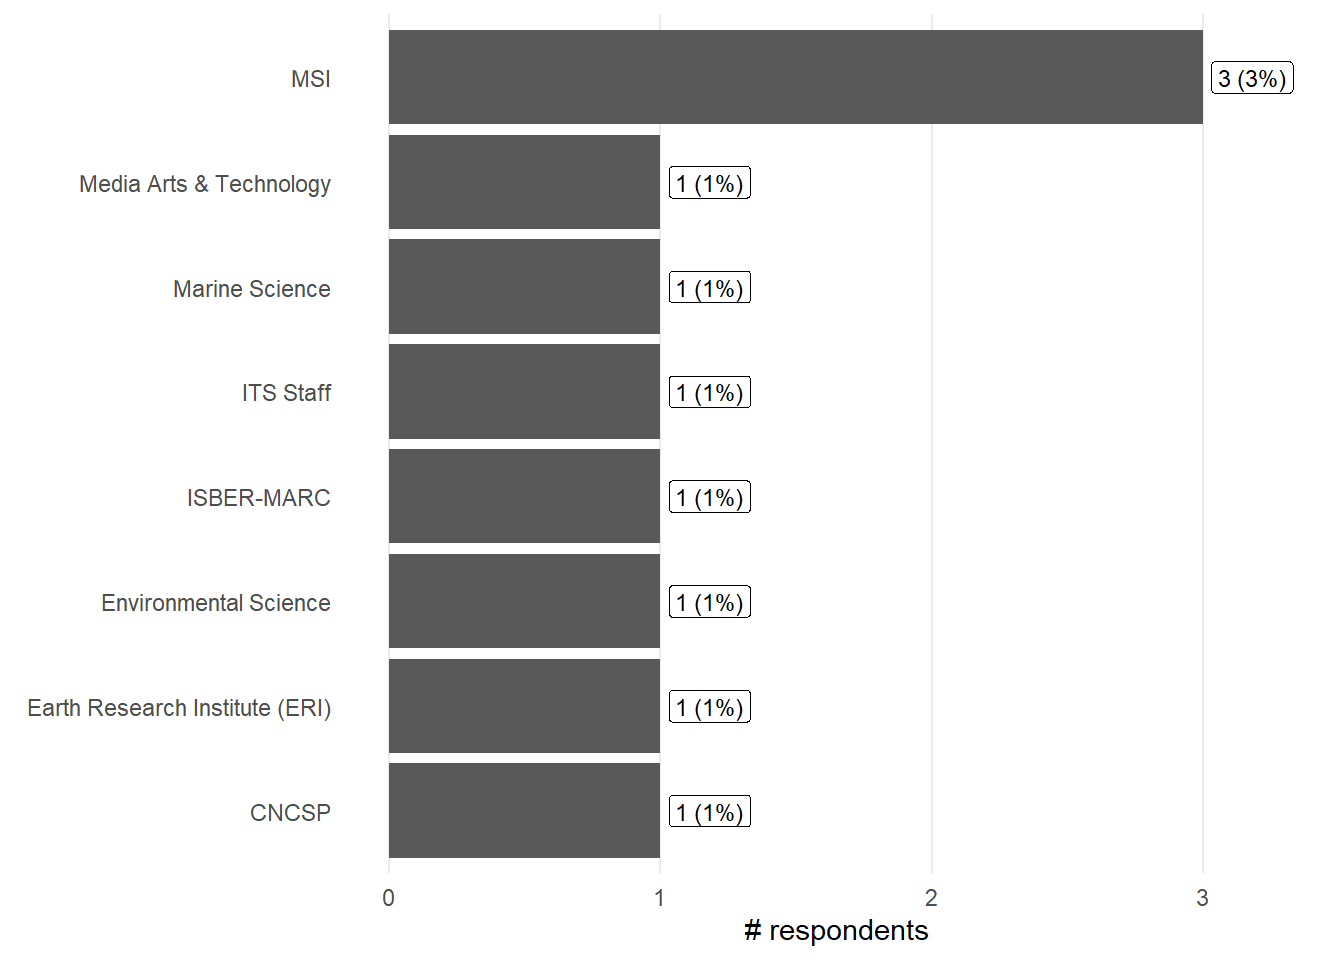 MSI
3 (3%)
Media Arts & Technology
1 (1%)
Marine Science
1 (1%)
ITS Staff
1 (1%)
ISBER-MARC
1 (1%)
Environmental Science
1 (1%)
Earth Research Institute (ERI)
1 (1%)
CNCSP
1 (1%)
0 1 2 3
# respondents